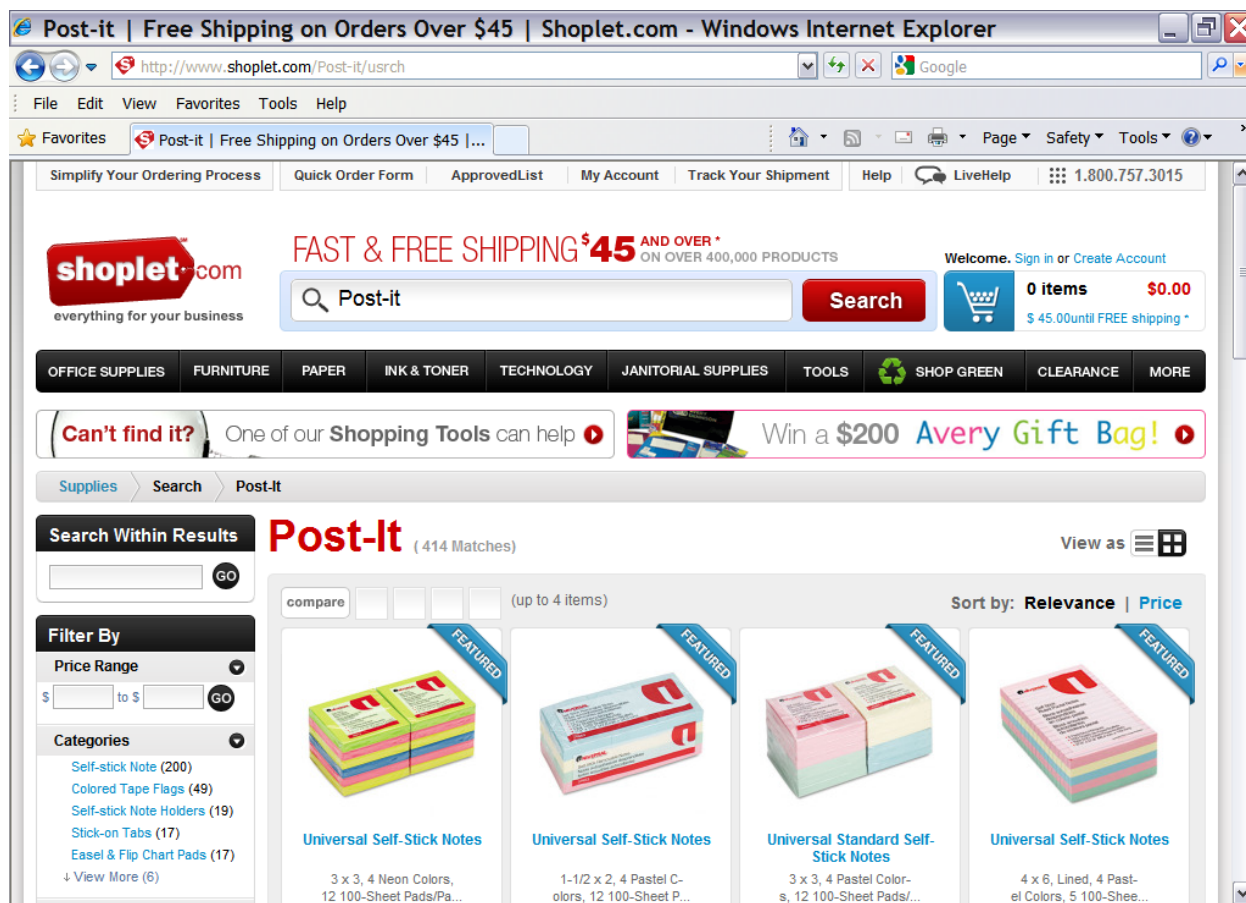 Post-it | Free Shipping on Orders Over $45 | Shoplet.com - Windows Internet Explorer
http://www.shoplet.com/Post-it/usrch
Google
File Edit View Favorites Tools Help
Favorites
Post-it | Free Shipping on Orders Over $45 |...
Page Safety Tools
Simplify Your Ordering Process Quick Order Form ApprovedList My Account Track Your Shipment Help LiveHelp 1.800.757.3015
shoplet.com
everything for your business
FAST & FREE SHIPPING $45 AND OVER *
ON OVER 400,000 PRODUCTS
Post-it
Search
Welcome. Sign in or Create Account
0 items $0.00
$ 45.00until FREE shipping *
OFFICE SUPPLIES FURNITURE PAPER INK & TONER TECHNOLOGY JANITORIAL SUPPLIES TOOLS SHOP GREEN CLEARANCE MORE
Can't find it? One of our Shopping Tools can help
Win a $200 Avery Gift Bag!
Supplies Search Post-It
Search Within Results
GO
Post-It ( 414 Matches)
View as
compare (up to 4 items)
Sort by: Relevance | Price
Filter By
Price Range
$ to $ GO
Categories
Self-stick Note (200)
Colored Tape Flags (49)
Self-stick Note Holders (19)
Stick-on Tabs (17)
Easel & Flip Chart Pads (17)
↓ View More (6)
FEATURED
Universal Self-Stick Notes
3 x 3, 4 Neon Colors,
12 100-Sheet Pads/Pa...
FEATURED
Universal Self-Stick Notes
1-1/2 x 2, 4 Pastel C-
olors, 12 100-Sheet P...
FEATURED
Universal Standard Self-
Stick Notes
3 x 3, 4 Pastel Color-
s, 12 100-Sheet Pads/...
FEATURED
Universal Self-Stick Notes
4 x 6, Lined, 4 Past-
el Colors, 5 100-Shee...